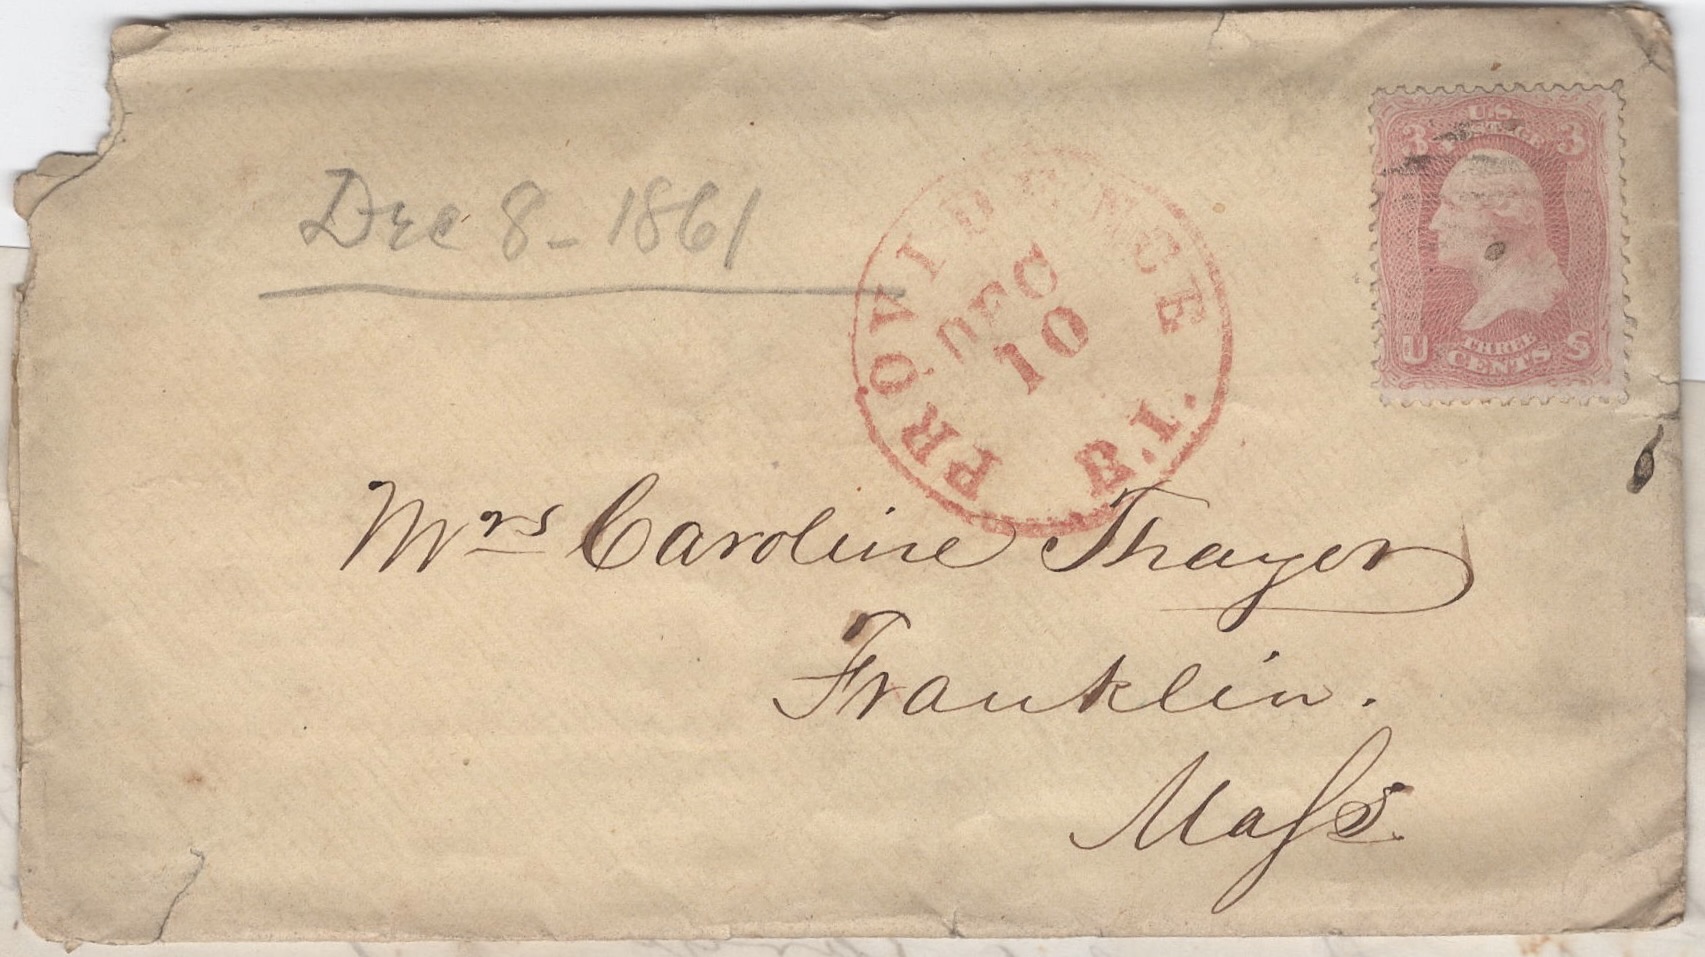 Dec 8 - 1861
PROVIDENCE
DEC
10
R.I.
U.S.
POSTAGE
3 3
THREE
U CENTS S
Mrs Caroline Thayer
Franklin.
Maſs.